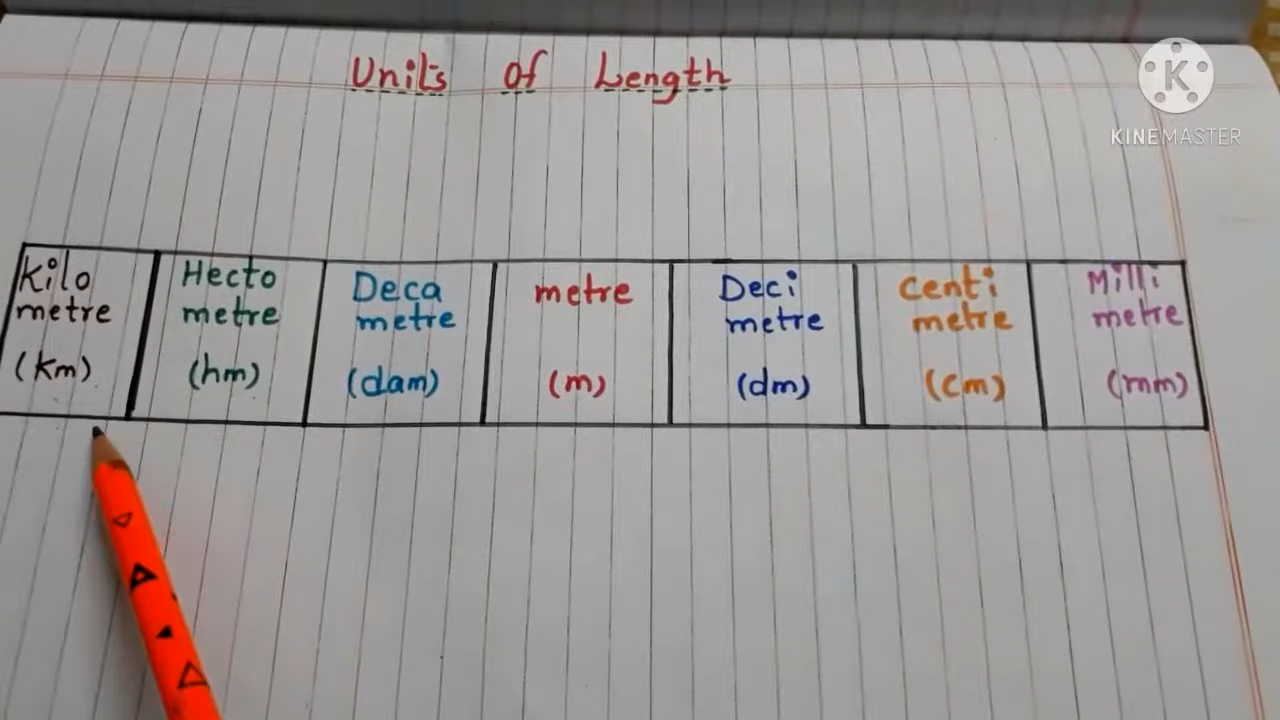 Units of Length
KINEMASTER
K
Kilo metre (km)
Hecto metre (hm)
Deca metre (dam)
metre (m)
Deci metre (dm)
Centi metre (cm)
Milli metre (mm)